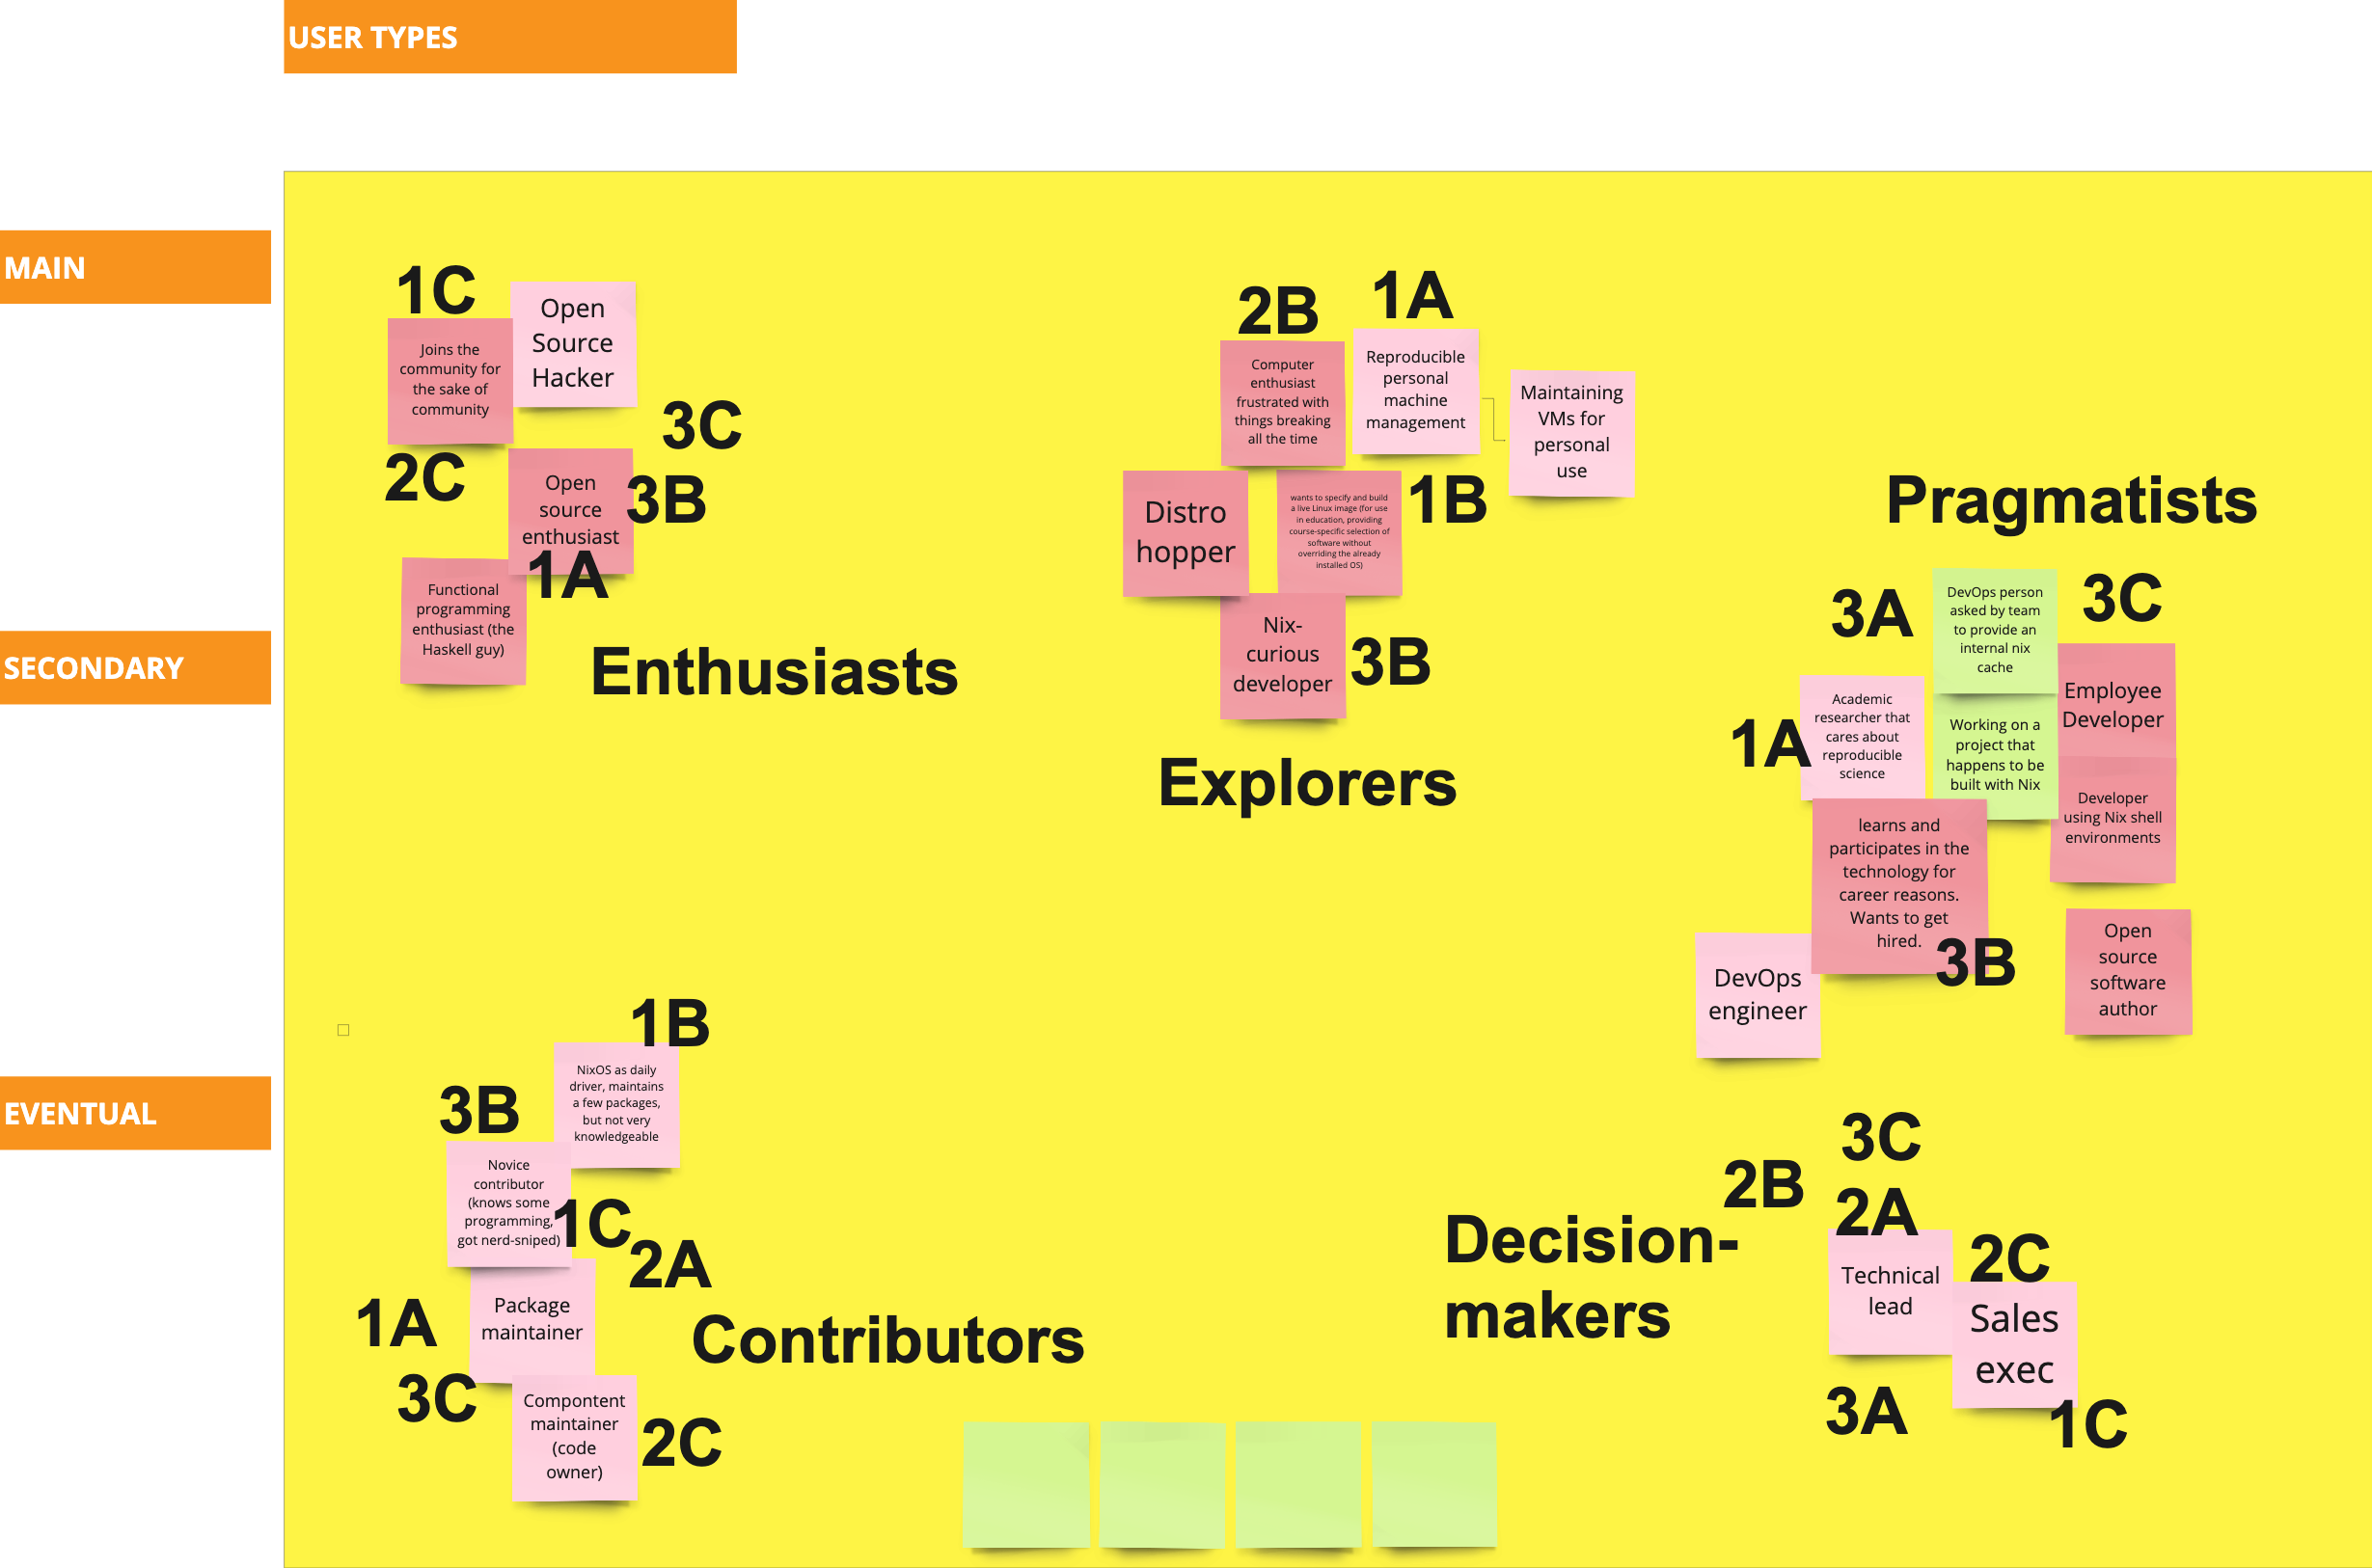 USER TYPES
MAIN
1C
Open
Source
Hacker
Joins the
community for
the sake of
community
3C
2C
Open
source
enthusiast
3B
1A
Functional
programming
enthusiast (the
Haskell guy)
Enthusiasts
2B
1A
Computer
enthusiast
frustrated with
things breaking
all the time
Reproducible
personal
machine
management
Maintaining
VMs for
personal
use
Distro
hopper
wants to specify and build
a live Linux image (for use
in education, providing
course-specific selection of
software without
overriding the already
installed OS)
1B
Nix-
curious
developer
3B
Explorers
Pragmatists
3A
DevOps person
asked by team
to provide an
internal nix
cache
3C
Employee
Developer
1A
Academic
researcher that
cares about
reproducible
science
Working on a
project that
happens to be
built with Nix
Developer
using Nix shell
environments
learns and
participates in the
technology for
career reasons.
Wants to get
hired.
3B
DevOps
engineer
Open
source
software
author
SECONDARY
EVENTUAL
1B
NixOS as daily
driver, maintains
a few packages,
but not very
knowledgeable
3B
Novice
contributor
(knows some
programming,
got nerd-sniped)
1C
2A
1A
Package
maintainer
Contributors
3C
Compontent
maintainer
(code
owner)
2C
3C
2B
2A
Decision-
makers
Technical
lead
2C
Sales
exec
3A
1C